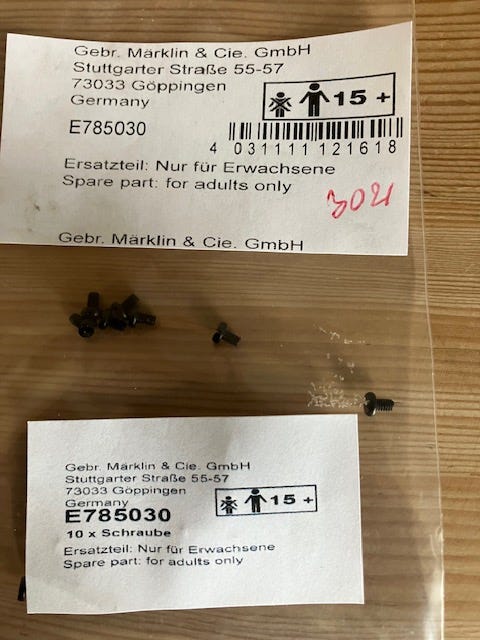 Gebr. Märklin & Cie. GmbH
Stuttgarter Straße 55-57
73033 Göppingen
Germany
15 +
E785030
4 031111 121618
Ersatzteil: Nur für Erwachsene
Spare part: for adults only
3021
Gebr. Märklin & Cie. GmbH
Gebr. Märklin & Cie. GmbH
Stuttgarter Straße 55-57
73033 Göppingen
Germany
15 +
E785030
10 x Schraube
Ersatzteil: Nur für Erwachsene
Spare part: for adults only